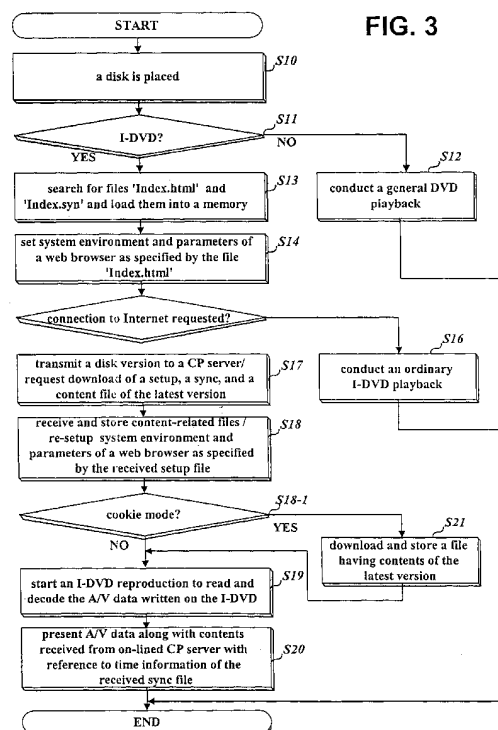 START
FIG. 3
S10
a disk is placed
S11
I-DVD?
NO
YES
S12
conduct a general DVD
playback
S13
search for files 'Index.html' and
'Index.syn' and load them into a memory
S14
set system environment and parameters of
a web browser as specified by the file
'Index.html'
connection to Internet requested?
S16
conduct an ordinary
I-DVD playback
S17
transmit a disk version to a CP server/
request download of a setup, a sync, and a
content file of the latest version
S18
receive and store content-related files /
re-setup system environment and
parameters of a web browser as specified
by the received setup file
S18-1
cookie mode?
YES
NO
S21
download and store a file
having contents of the
latest version
S19
start an I-DVD reproduction to read and
decode the A/V data written on the I-DVD
S20
present A/V data along with contents
received from on-lined CP server with
reference to time information of the
received sync file
END